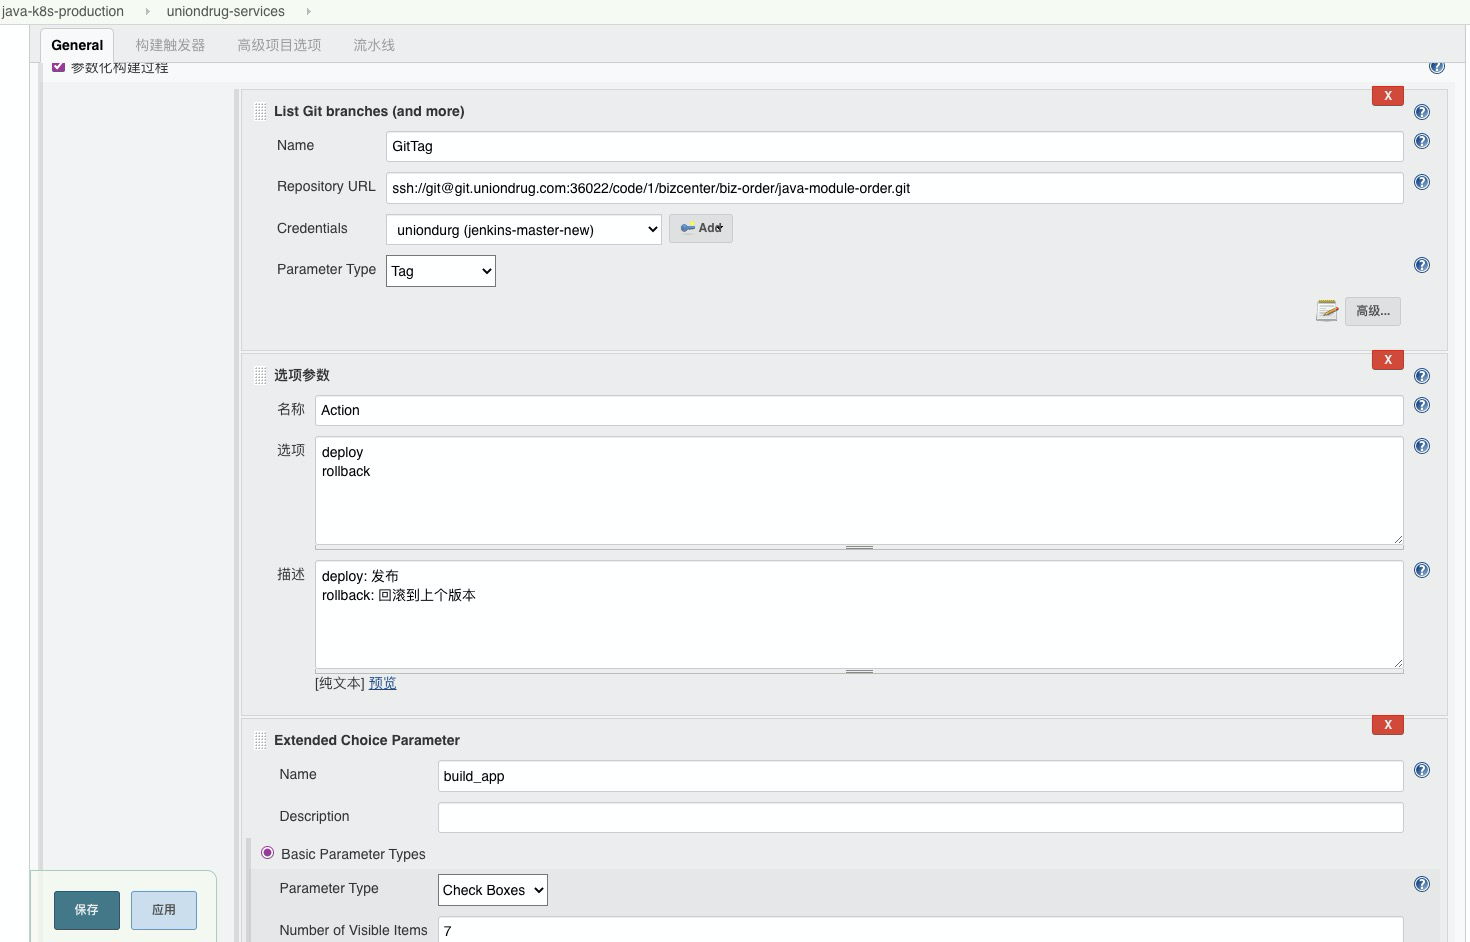 java-k8s-production
uniondrug-services
General 构建触发器 高级项目选项 流水线
参数化构建过程
X
List Git branches (and more)
Name GitTag
Repository URL ssh://git@git.uniondrug.com:36022/code/1/bizcenter/biz-order/java-module-order.git
Credentials uniondurg (jenkins-master-new) Add
Parameter Type Tag
高级...
X
选项参数
名称 Action
选项 deploy
rollback
描述 deploy: 发布
rollback: 回滚到上个版本
[纯文本] 预览
X
Extended Choice Parameter
Name build_app
Description
Basic Parameter Types
Parameter Type Check Boxes
Number of Visible Items 7
保存 应用